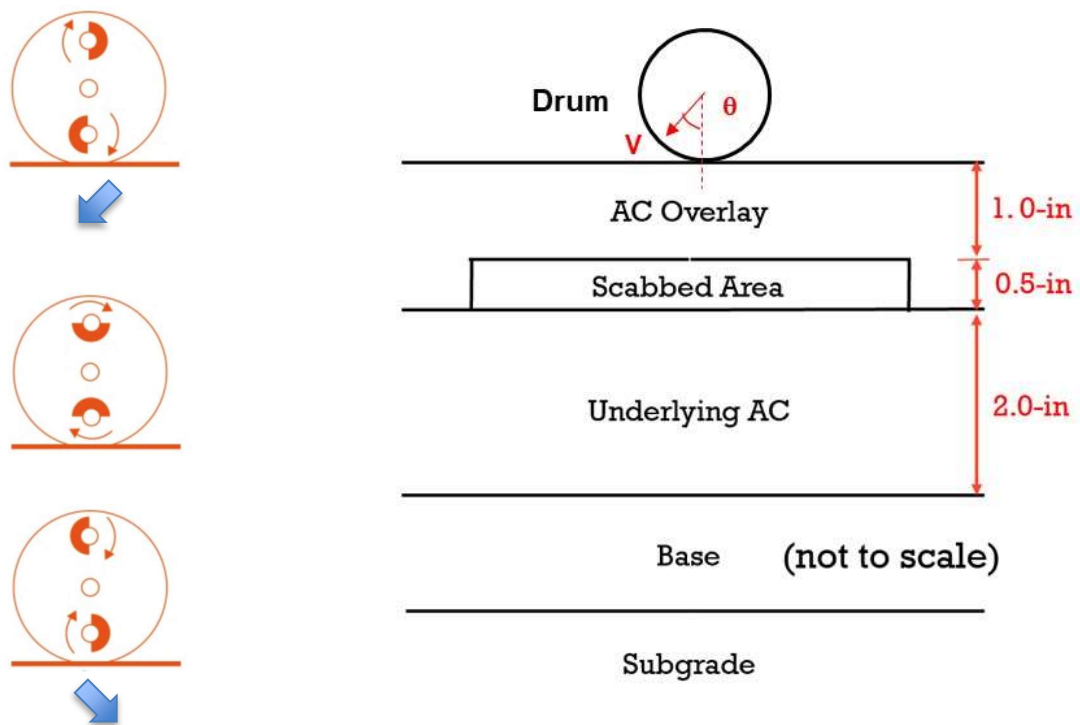 Drum
θ
V
AC Overlay
1.0-in
Scabbed Area
0.5-in
Underlying AC
2.0-in
Base
(not to scale)
Subgrade